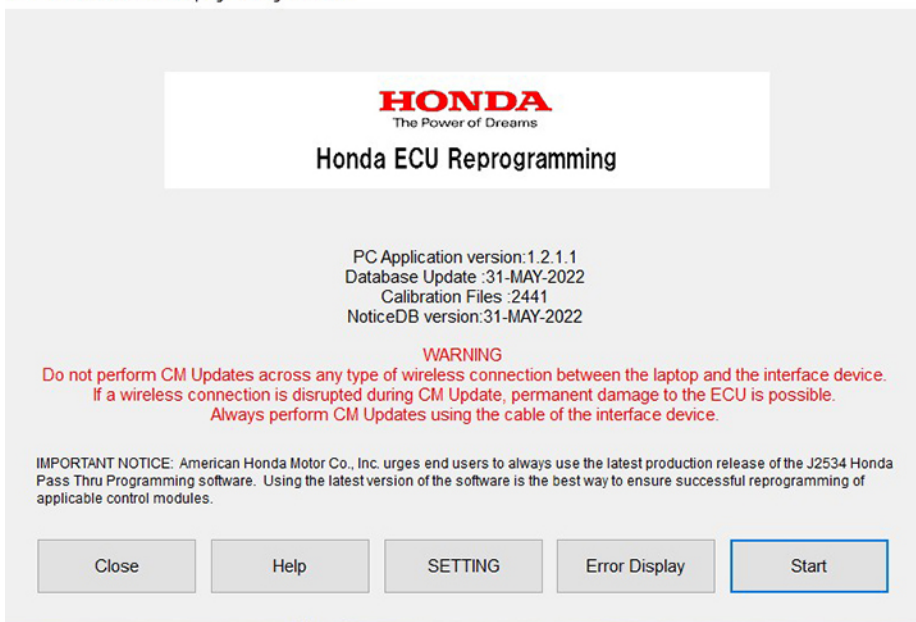 HONDA
The Power of Dreams
Honda ECU Reprogramming
PC Application version:1.2.1.1
Database Update :31-MAY-2022
Calibration Files :2441
NoticeDB version:31-MAY-2022
WARNING
Do not perform CM Updates across any type of wireless connection between the laptop and the interface device.
If a wireless connection is disrupted during CM Update, permanent damage to the ECU is possible.
Always perform CM Updates using the cable of the interface device.
IMPORTANT NOTICE: American Honda Motor Co., Inc. urges end users to always use the latest production release of the J2534 Honda
Pass Thru Programming software. Using the latest version of the software is the best way to ensure successful reprogramming of
applicable control modules.
Close
Help
SETTING
Error Display
Start